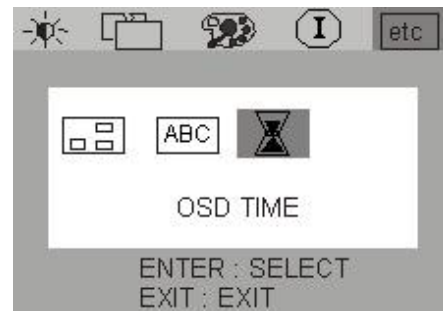 I
etc
ABC
OSD TIME
ENTER : SELECT
EXIT : EXIT